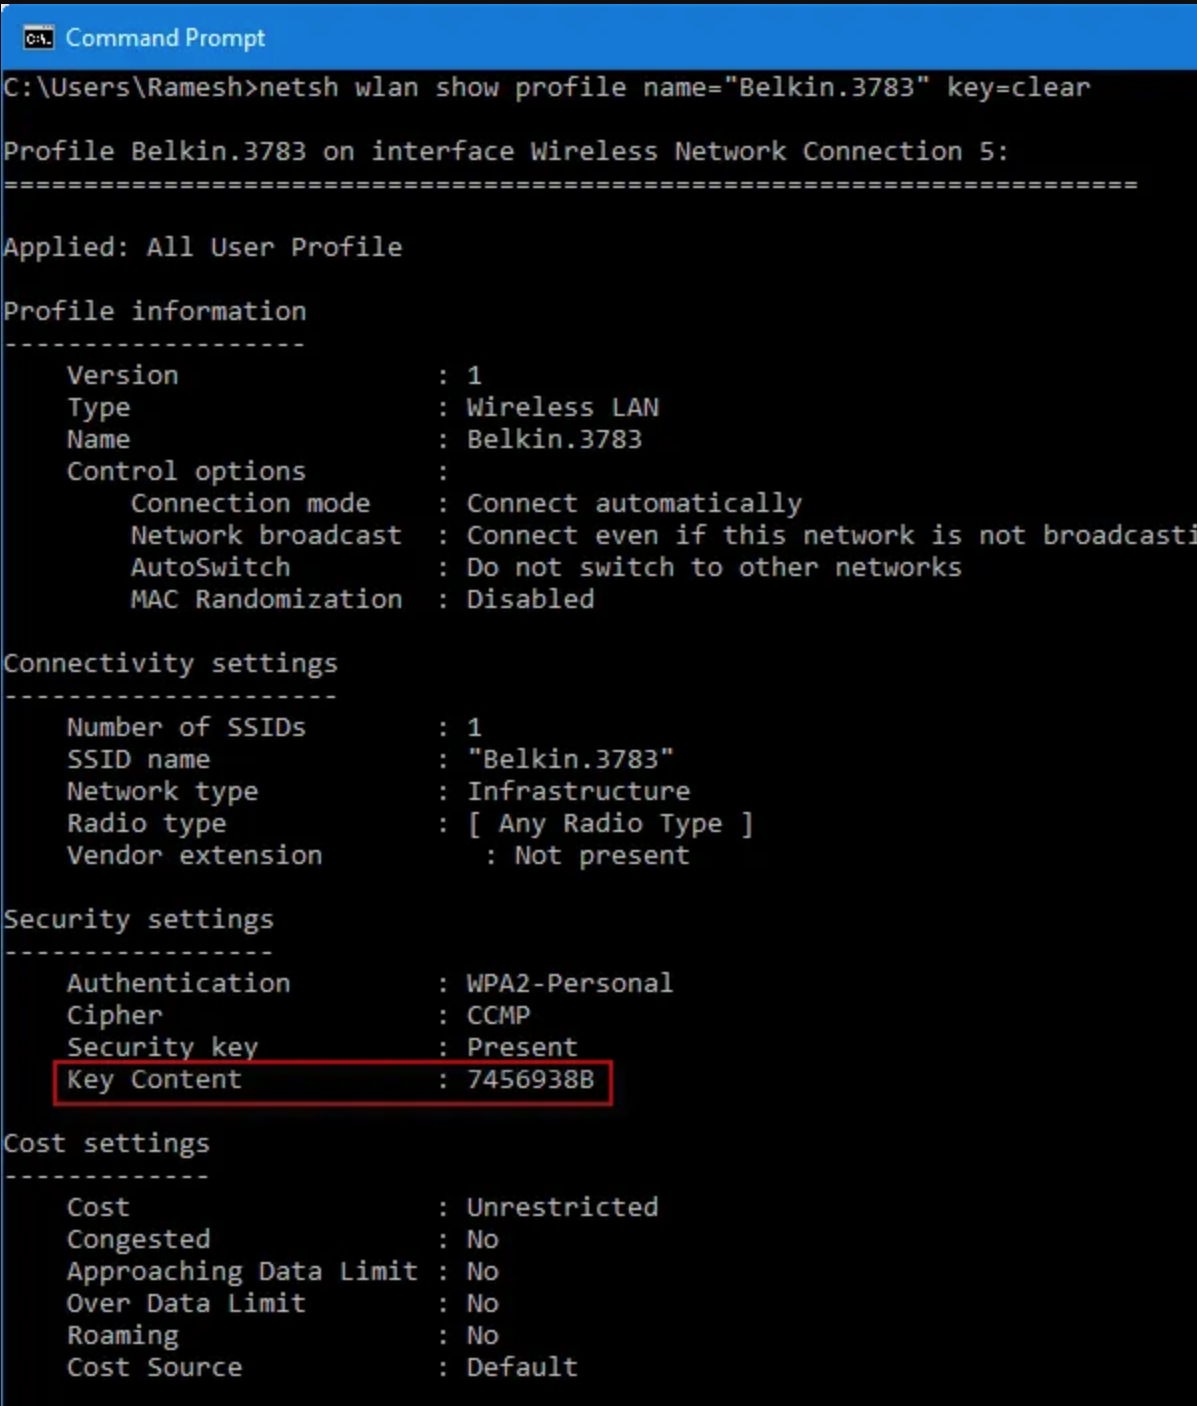 Command Prompt
C:\Users\Ramesh>netsh wlan show profile name="Belkin.3783" key=clear
Profile Belkin.3783 on interface Wireless Network Connection 5:
=======================================================================
Applied: All User Profile
Profile information
-------------------
Version : 1
Type : Wireless LAN
Name : Belkin.3783
Control options :
Connection mode : Connect automatically
Network broadcast : Connect even if this network is not broadcasti
AutoSwitch : Do not switch to other networks
MAC Randomization : Disabled
Connectivity settings
---------------------
Number of SSIDs : 1
SSID name : "Belkin.3783"
Network type : Infrastructure
Radio type : [ Any Radio Type ]
Vendor extension : Not present
Security settings
-----------------
Authentication : WPA2-Personal
Cipher : CCMP
Security key : Present
Key Content : 7456938B
Cost settings
-------------
Cost : Unrestricted
Congested : No
Approaching Data Limit : No
Over Data Limit : No
Roaming : No
Cost Source : Default